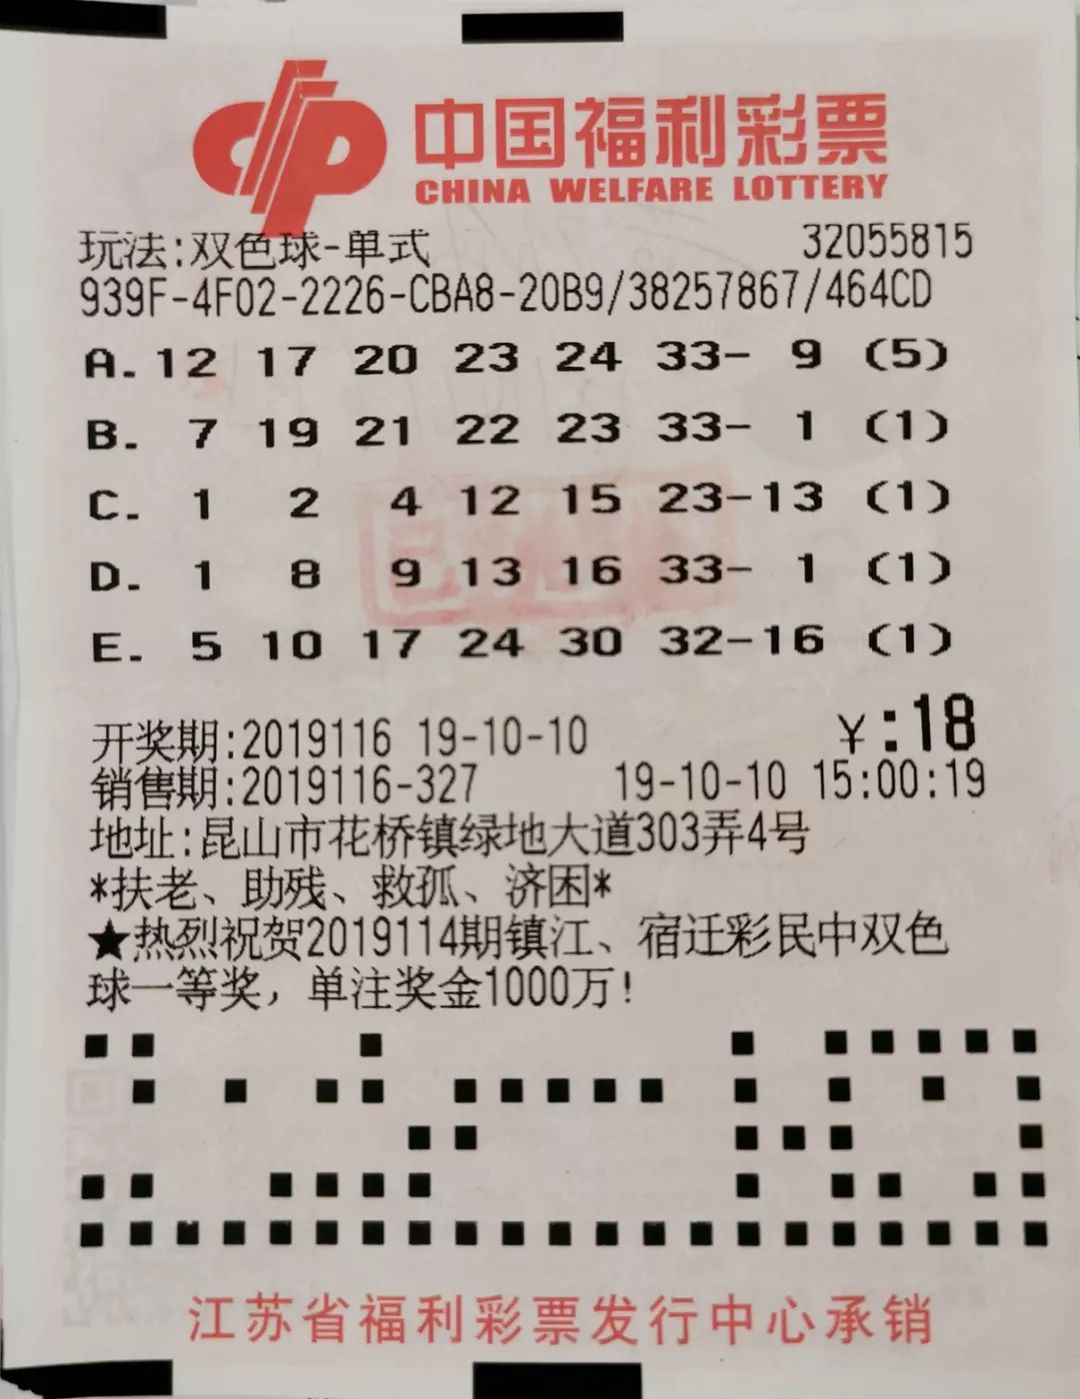 中国福利彩票
CHINA WELFARE LOTTERY
玩法:双色球-单式 32055815
939F-4F02-2226-CBA8-20B9/38257867/464CD
A. 12 17 20 23 24 33- 9 (5)
B. 7 19 21 22 23 33- 1 (1)
C. 1 2 4 12 15 23-13 (1)
D. 1 8 9 13 16 33- 1 (1)
E. 5 10 17 24 30 32-16 (1)
开奖期:2019116 19-10-10 ¥:18
销售期:2019116-327 19-10-10 15:00:19
地址:昆山市花桥镇绿地大道303弄4号
*扶老、助残、救孤、济困*
★热烈祝贺2019114期镇江、宿迁彩民中双色
球一等奖，单注奖金1000万!
江苏省福利彩票发行中心承销